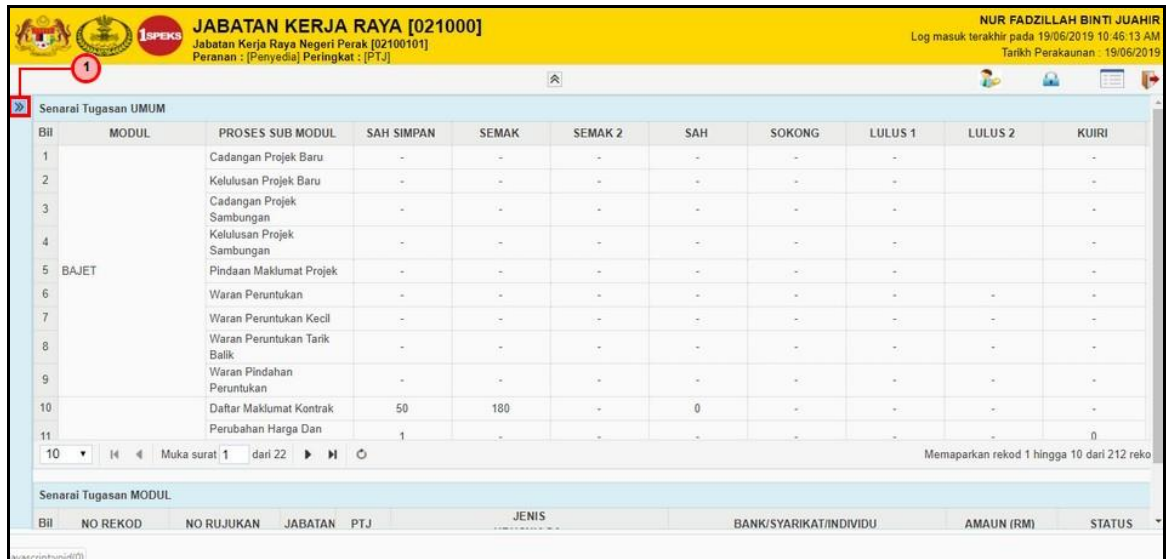 1SPEKS
JABATAN KERJA RAYA [021000]
Jabatan Kerja Raya Negeri Perak [02100101]
Peranan : [Penyedia] Peringkat : [PTJ]
NUR FADZILLAH BINTI JUAHIR
Log masuk terakhir pada 19/06/2019 10:46:13 AM
Tarikh Perakaunan : 19/06/2019
1
Senarai Tugasan UMUM
Bil MODUL PROSES SUB MODUL SAH SIMPAN SEMAK SEMAK 2 SAH SOKONG LULUS 1 LULUS 2 KUIRI
1 Cadangan Projek Baru - - - - - - -
2 Kelulusan Projek Baru - - - - - - -
3 Cadangan Projek Sambungan - - - - - - -
4 Kelulusan Projek Sambungan - - - - - - -
5 BAJET Pindaan Maklumat Projek - - - - - - -
6 Waran Peruntukan - - - - - - - -
7 Waran Peruntukan Kecil - - - - - - - -
8 Waran Peruntukan Tarik Balik - - - - - - - -
9 Waran Pindahan Peruntukan - - - - - - - -
10 Daftar Maklumat Kontrak 50 180 - 0 - - - -
11 Perubahan Harga Dan 1 - - - - - - 0
10 Muka surat 1 dari 22 Memaparkan rekod 1 hingga 10 dari 212 reko
Senarai Tugasan MODUL
Bil NO REKOD NO RUJUKAN JABATAN PTJ JENIS BANK/SYARIKAT/INDIVIDU AMAUN (RM) STATUS